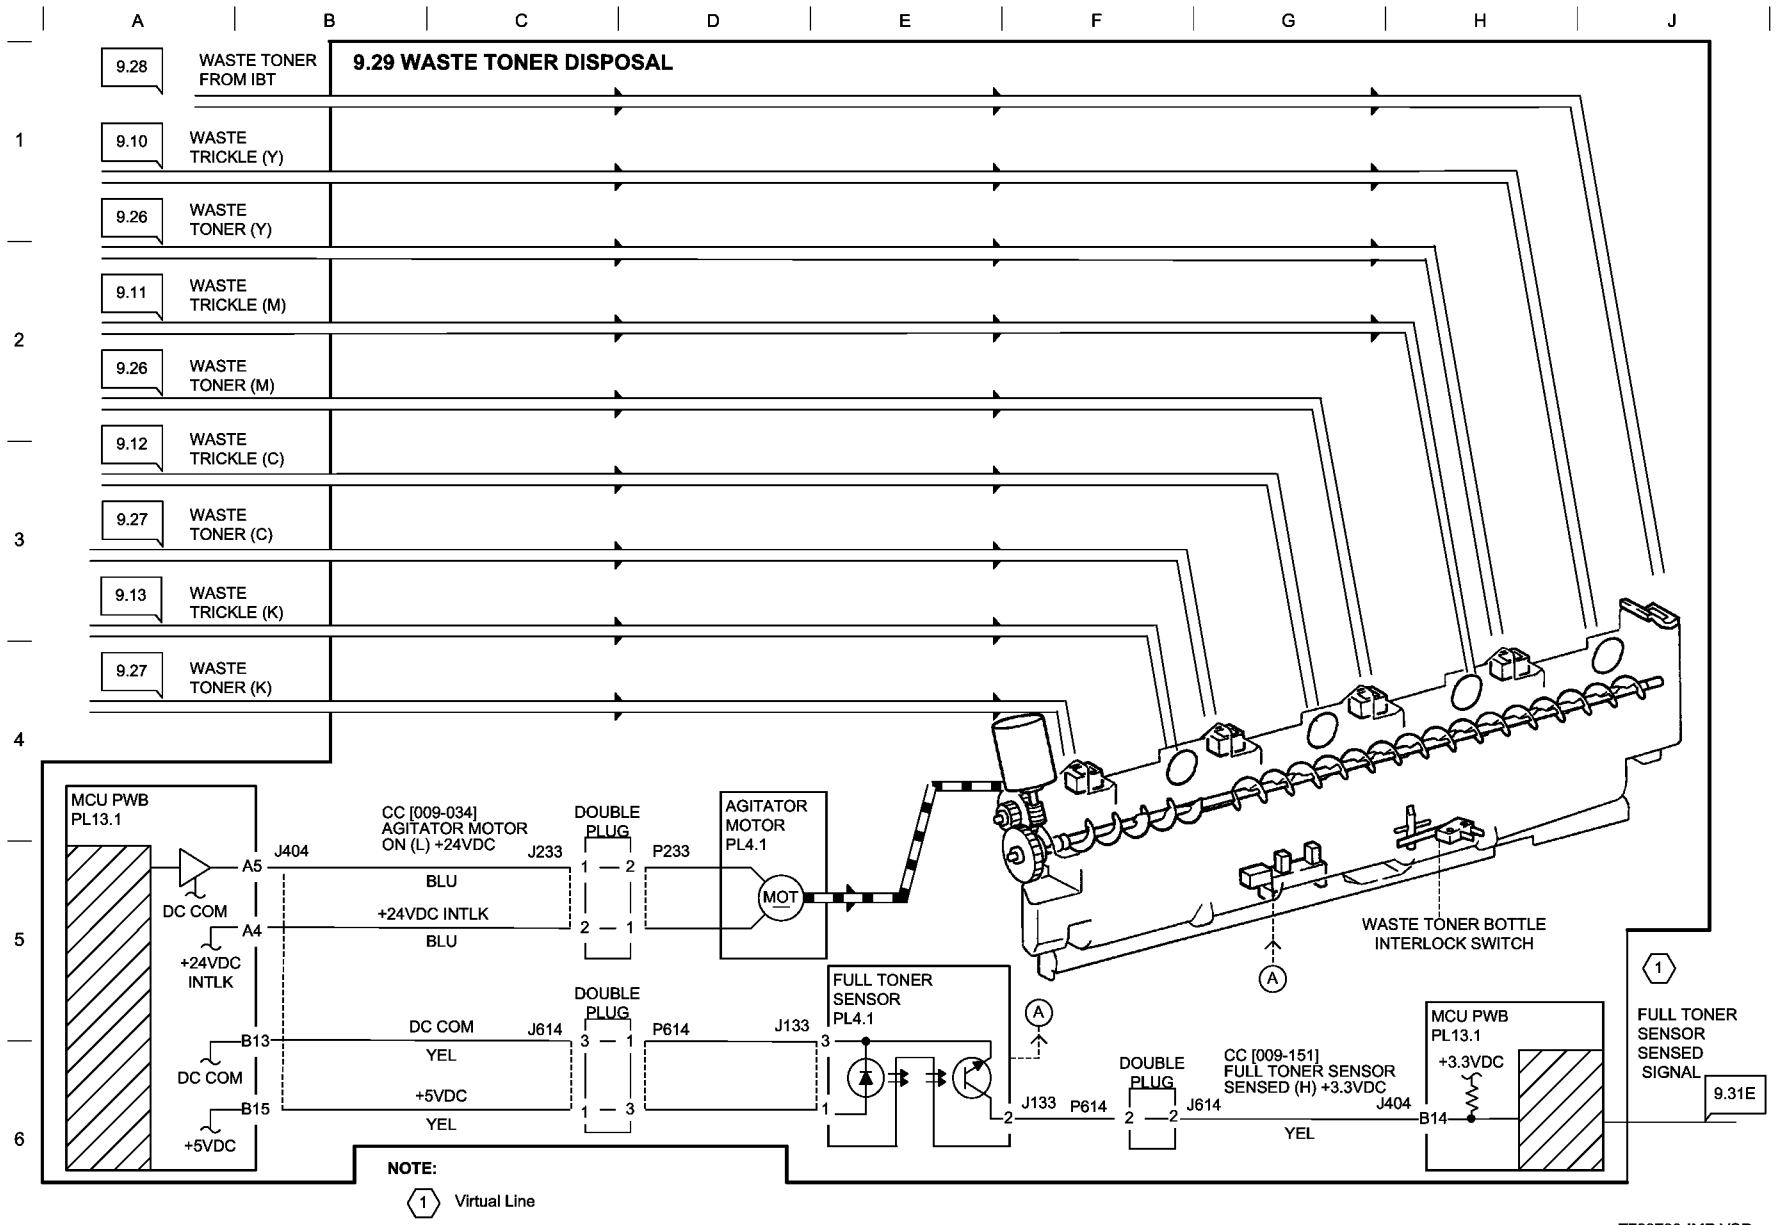 A B C D E F G H J
9.29 WASTE TONER DISPOSAL
9.28 WASTE TONER
FROM IBT
1
9.10 WASTE
TRICKLE (Y)
9.26 WASTE
TONER (Y)
9.11 WASTE
TRICKLE (M)
2
9.26 WASTE
TONER (M)
9.12 WASTE
TRICKLE (C)
9.27 WASTE
TONER (C)
3
9.13 WASTE
TRICKLE (K)
9.27 WASTE
TONER (K)
4
MCU PWB
PL13.1
CC [009-034]
AGITATOR MOTOR
ON (L) +24VDC
DOUBLE
PLUG
AGITATOR
MOTOR
PL4.1
A5 J404 J233 1 2 P233
BLU
MOT
DC COM
+24VDC INTLK
A4 2 1
BLU
5
+24VDC
INTLK
WASTE TONER BOTTLE
INTERLOCK SWITCH
A
1
FULL TONER
SENSOR
PL4.1
A
DOUBLE
PLUG
DC COM
B13 J614 3 1 P614 J133 3
YEL
DC COM
+5VDC
B15 1 3 1
YEL
+5VDC
6
2 J133 P614
DOUBLE
PLUG
2 2 J614
CC [009-151]
FULL TONER SENSOR
SENSED (H) +3.3VDC
J404
YEL
B14
MCU PWB
PL13.1
+3.3VDC
FULL TONER
SENSOR
SENSED
SIGNAL
9.31E
NOTE:
1 Virtual Line